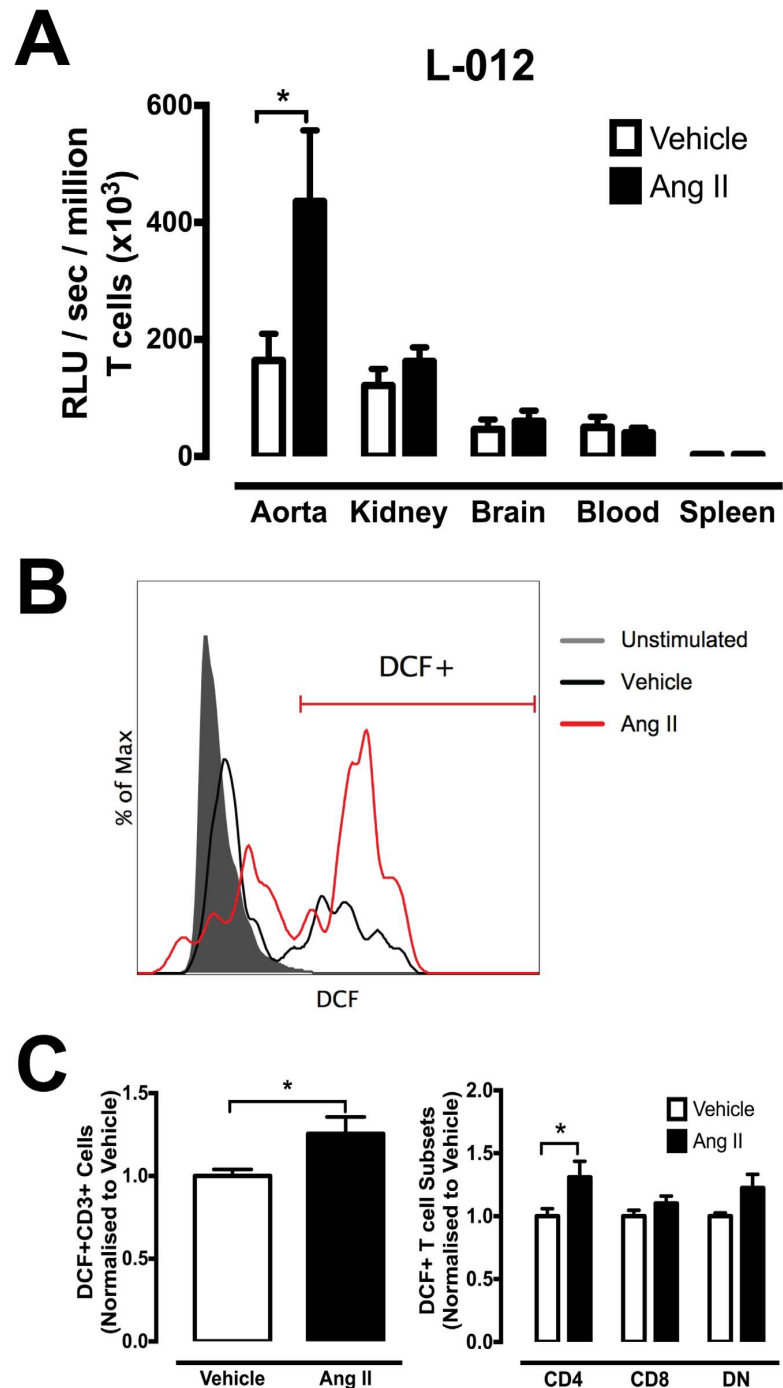 A
L-012
RLU / sec / million
T cells (x10³)
600
400
200
0
*
Vehicle
Ang II
Aorta Kidney Brain Blood Spleen
B
% of Max
DCF+
DCF
Unstimulated
Vehicle
Ang II
C
DCF+CD3+ Cells
(Normalised to Vehicle)
1.5
1.0
0.5
0.0
*
Vehicle Ang II
DCF+ T cell Subsets
(Normalised to Vehicle)
2.0
1.5
1.0
0.5
0.0
*
Vehicle
Ang II
CD4 CD8 DN